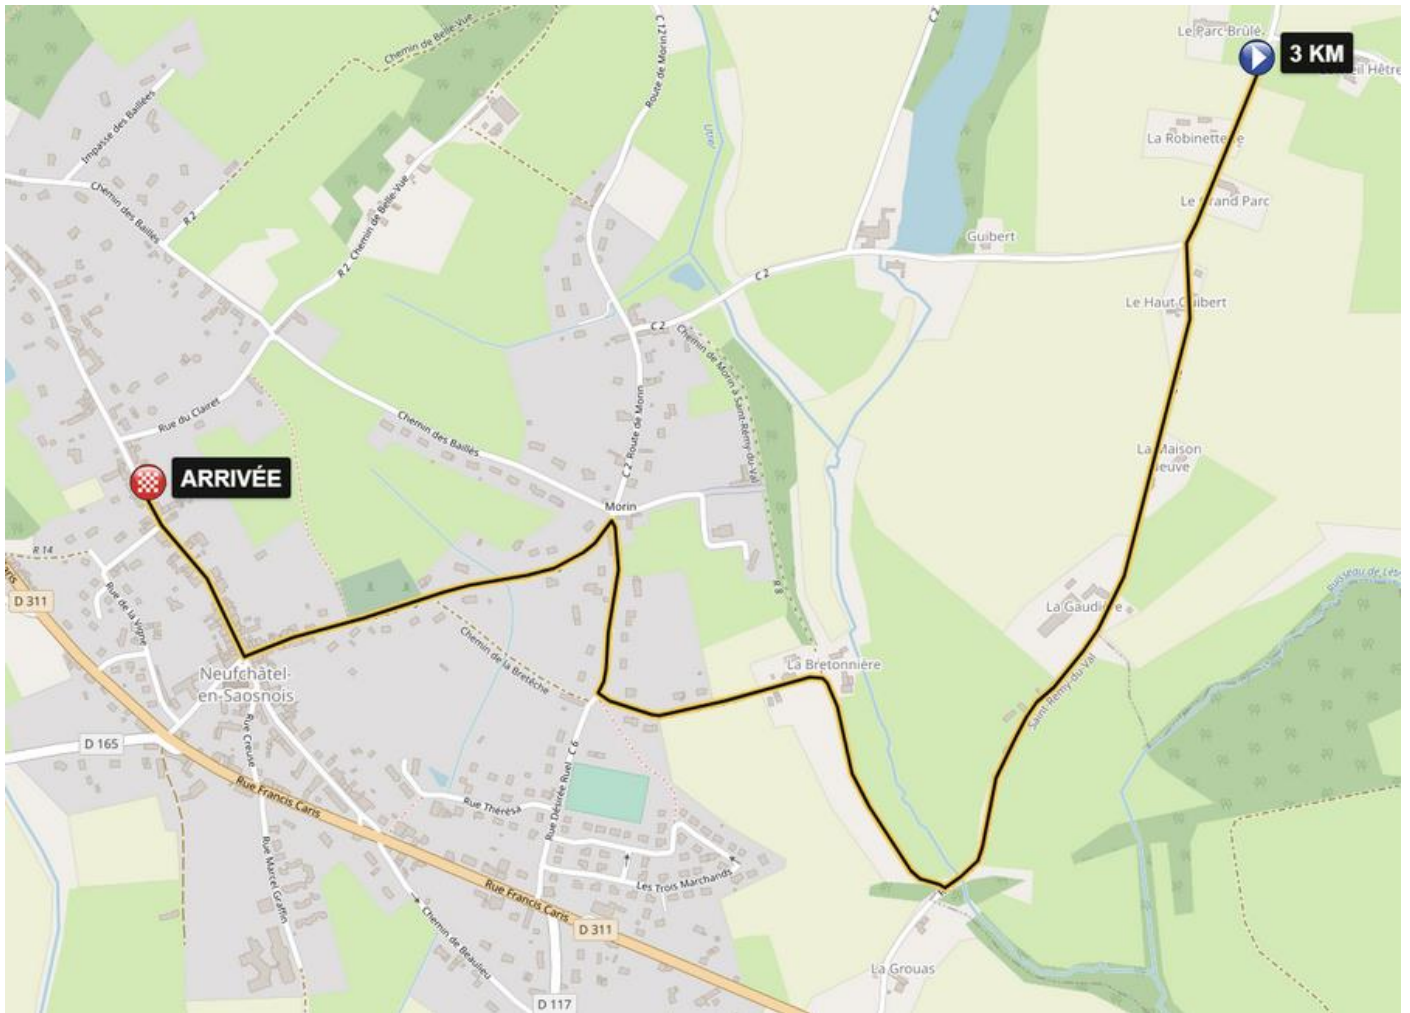 Chemin de Belle-Vue
C 2
Le Parc-Brûlé
3 KM
Route de Morin
Impasse des Baillées
Utrel
La Robinetterie
Chemin des Baillés
R 2
Chemin de Belle-Vue
Le Grand Parc
Guibert
R 2
C 2
Le Haut Guibert
C 2
Chemin de Morin à Saint-Rémy-du-Val
Rue du Clairet
Chemin des Baillés
C 2 Route de Morin
La Maison
Neuve
ARRIVÉE
Morin
R 14
D 311
Rue de la Vigne
R 8
La Gaudière
Neufchâtel-
en-Saosnois
Chemin de la Bretèche
La Bretonnière
Saint-Rémy-du-Val
D 165
Rue Creuse
C 6
Rue Désirée Ruel
Rue Francis Caris
Rue Thérèsa
Rue Marcel Graffin
Rue Francis Caris
Les Trois Marchands
D 311
Chemin de Beaulieu
La Grouas
D 117